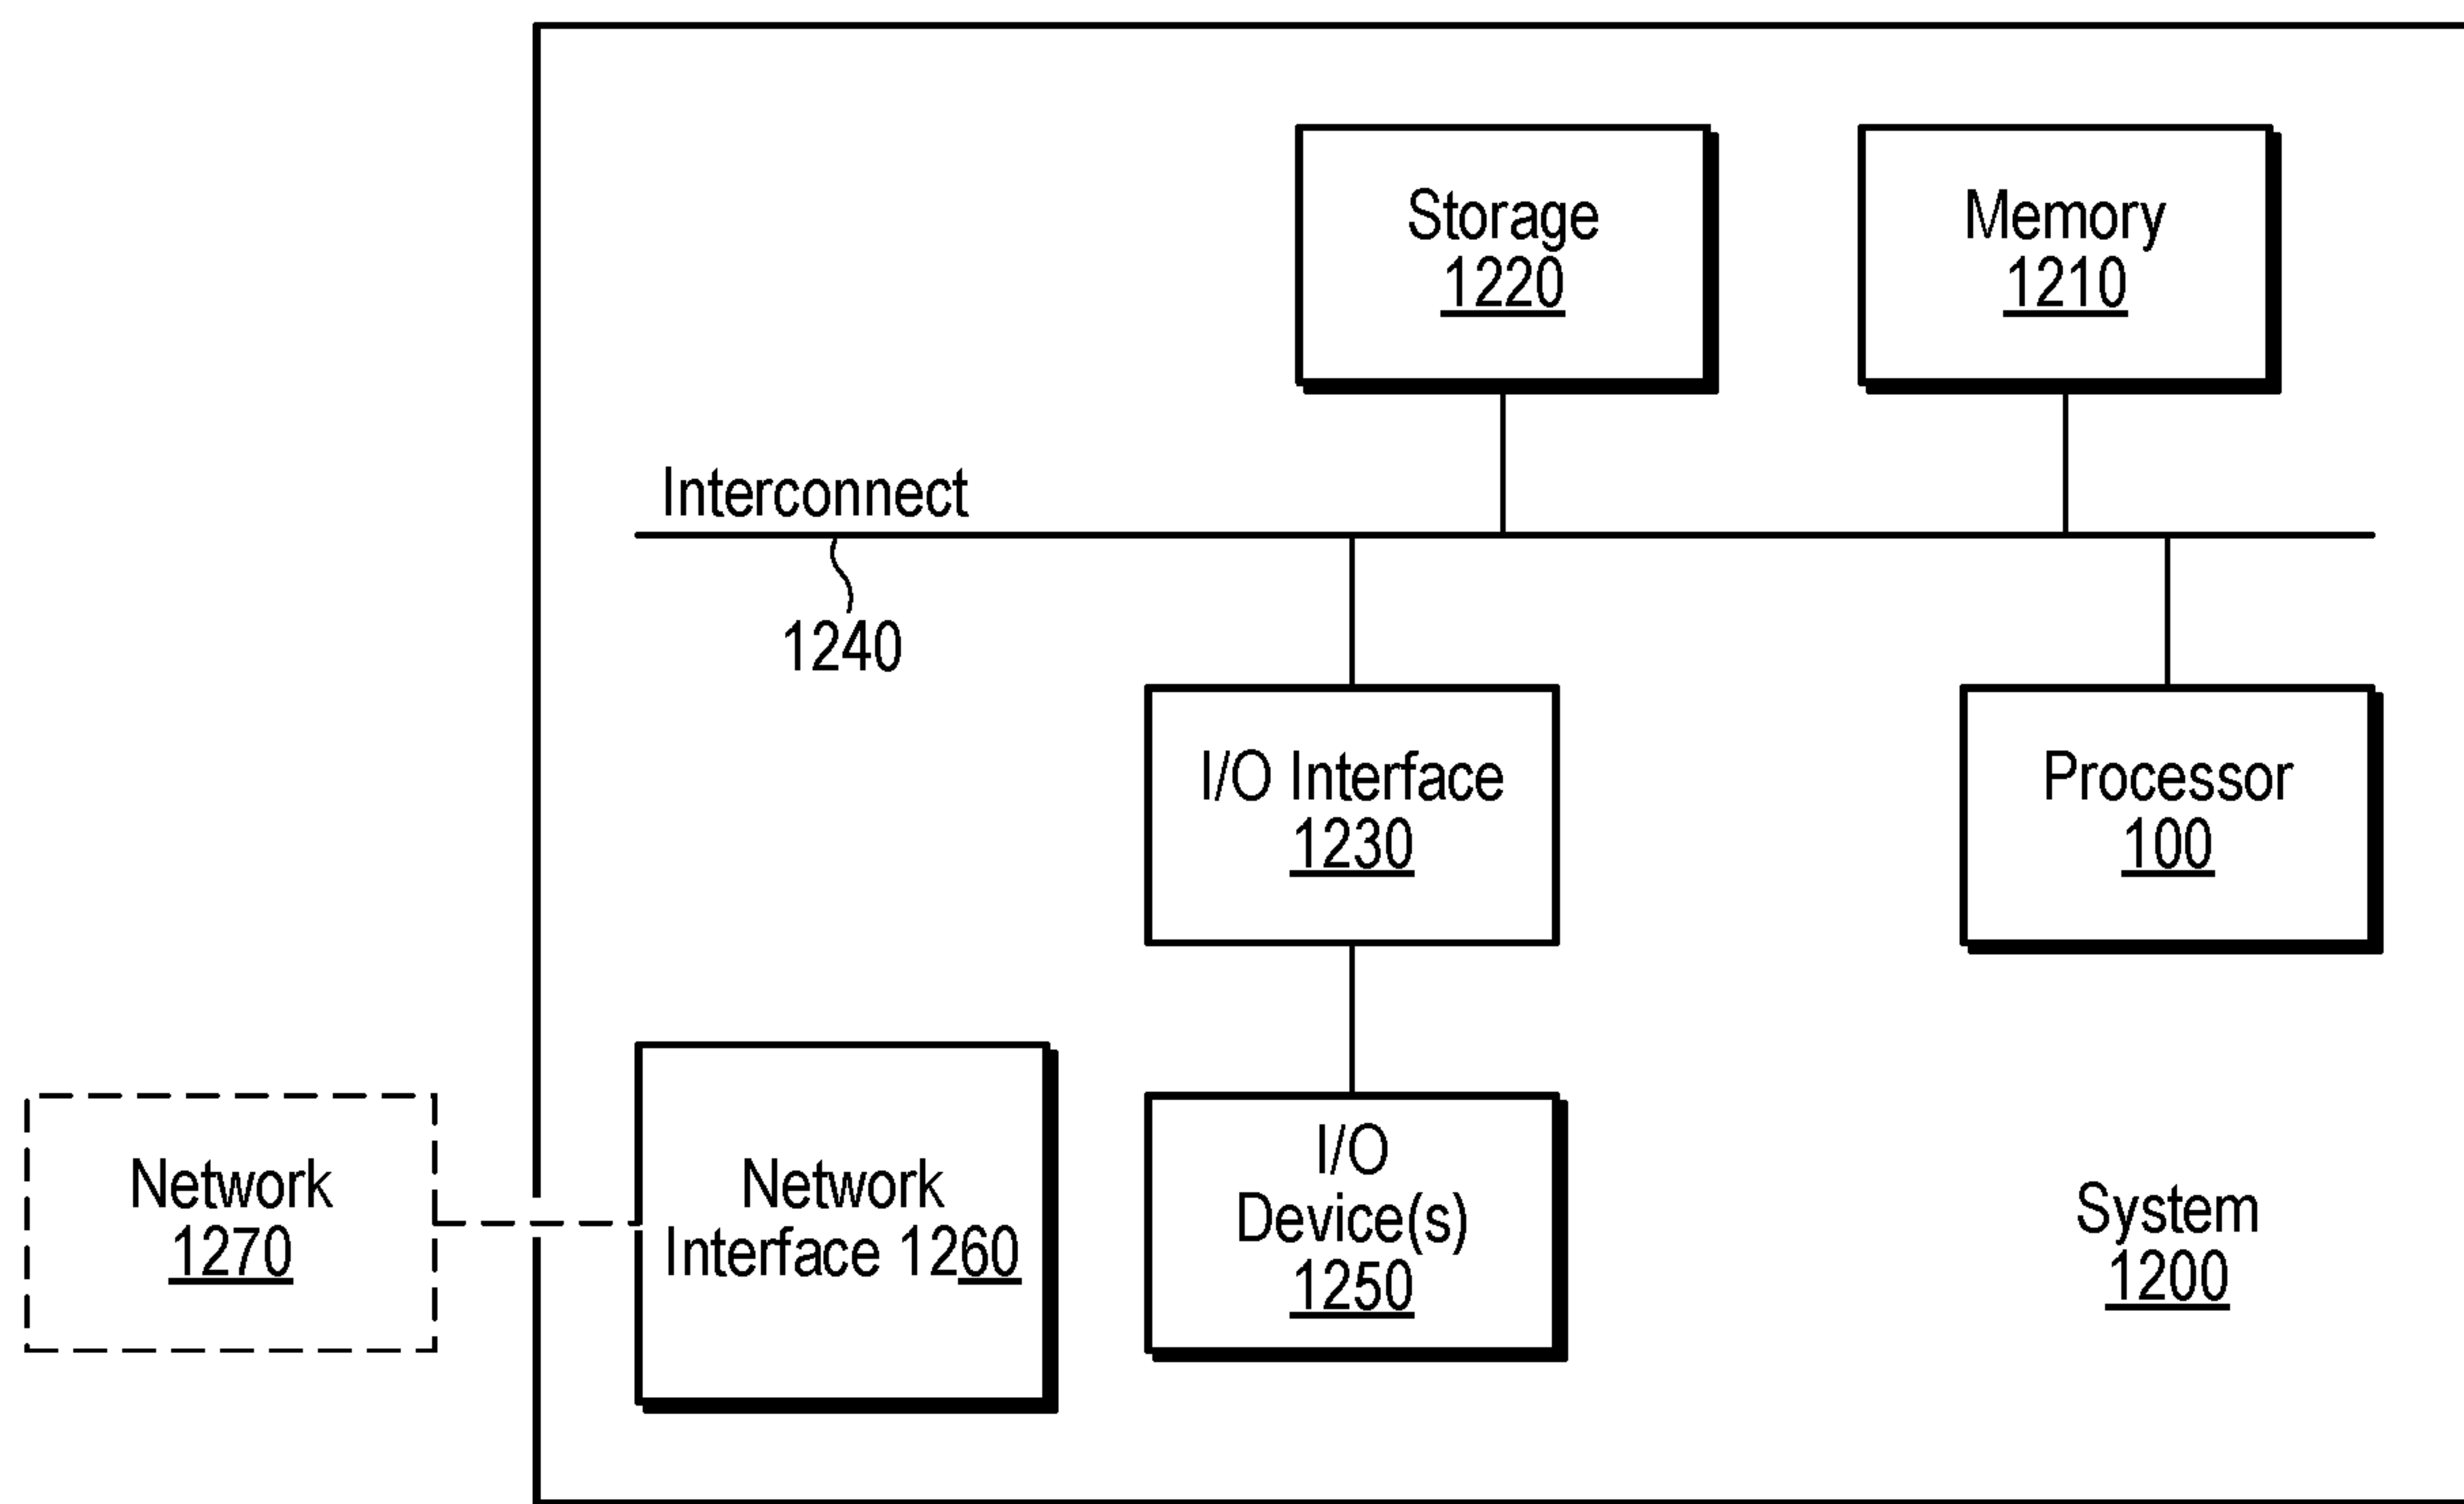 Storage
1220
Memory
1210
Interconnect
1240
I/O Interface
1230
Processor
100
Network
1270
Network
Interface 1260
I/O
Device(s)
1250
System
1200